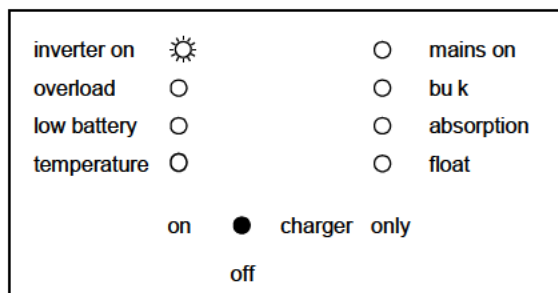 inverter on mains on
overload bu k
low battery absorption
temperature float
on charger only
off